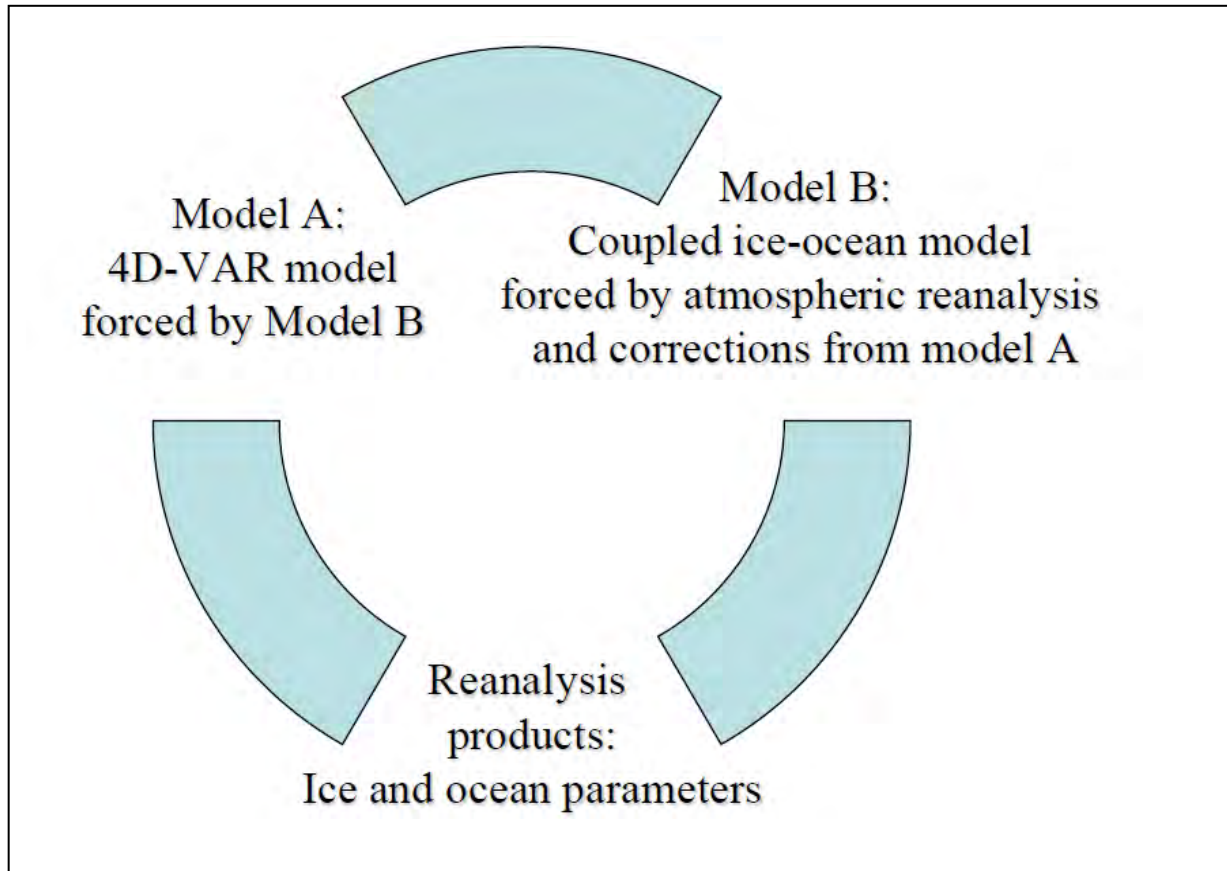 Model A:
4D-VAR model
forced by Model B
Model B:
Coupled ice-ocean model
forced by atmospheric reanalysis
and corrections from model A
Reanalysis
products:
Ice and ocean parameters